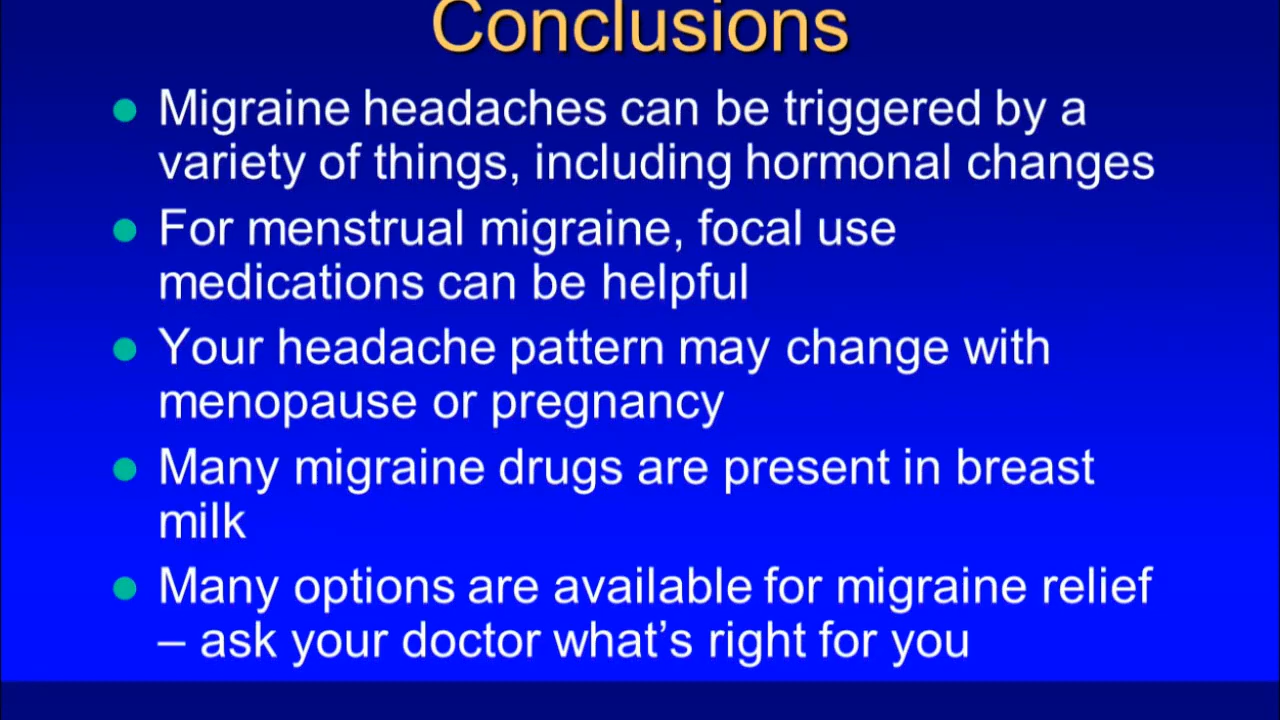 Conclusions
Migraine headaches can be triggered by a
variety of things, including hormonal changes
For menstrual migraine, focal use
medications can be helpful
Your headache pattern may change with
menopause or pregnancy
Many migraine drugs are present in breast
milk
Many options are available for migraine relief
– ask your doctor what’s right for you